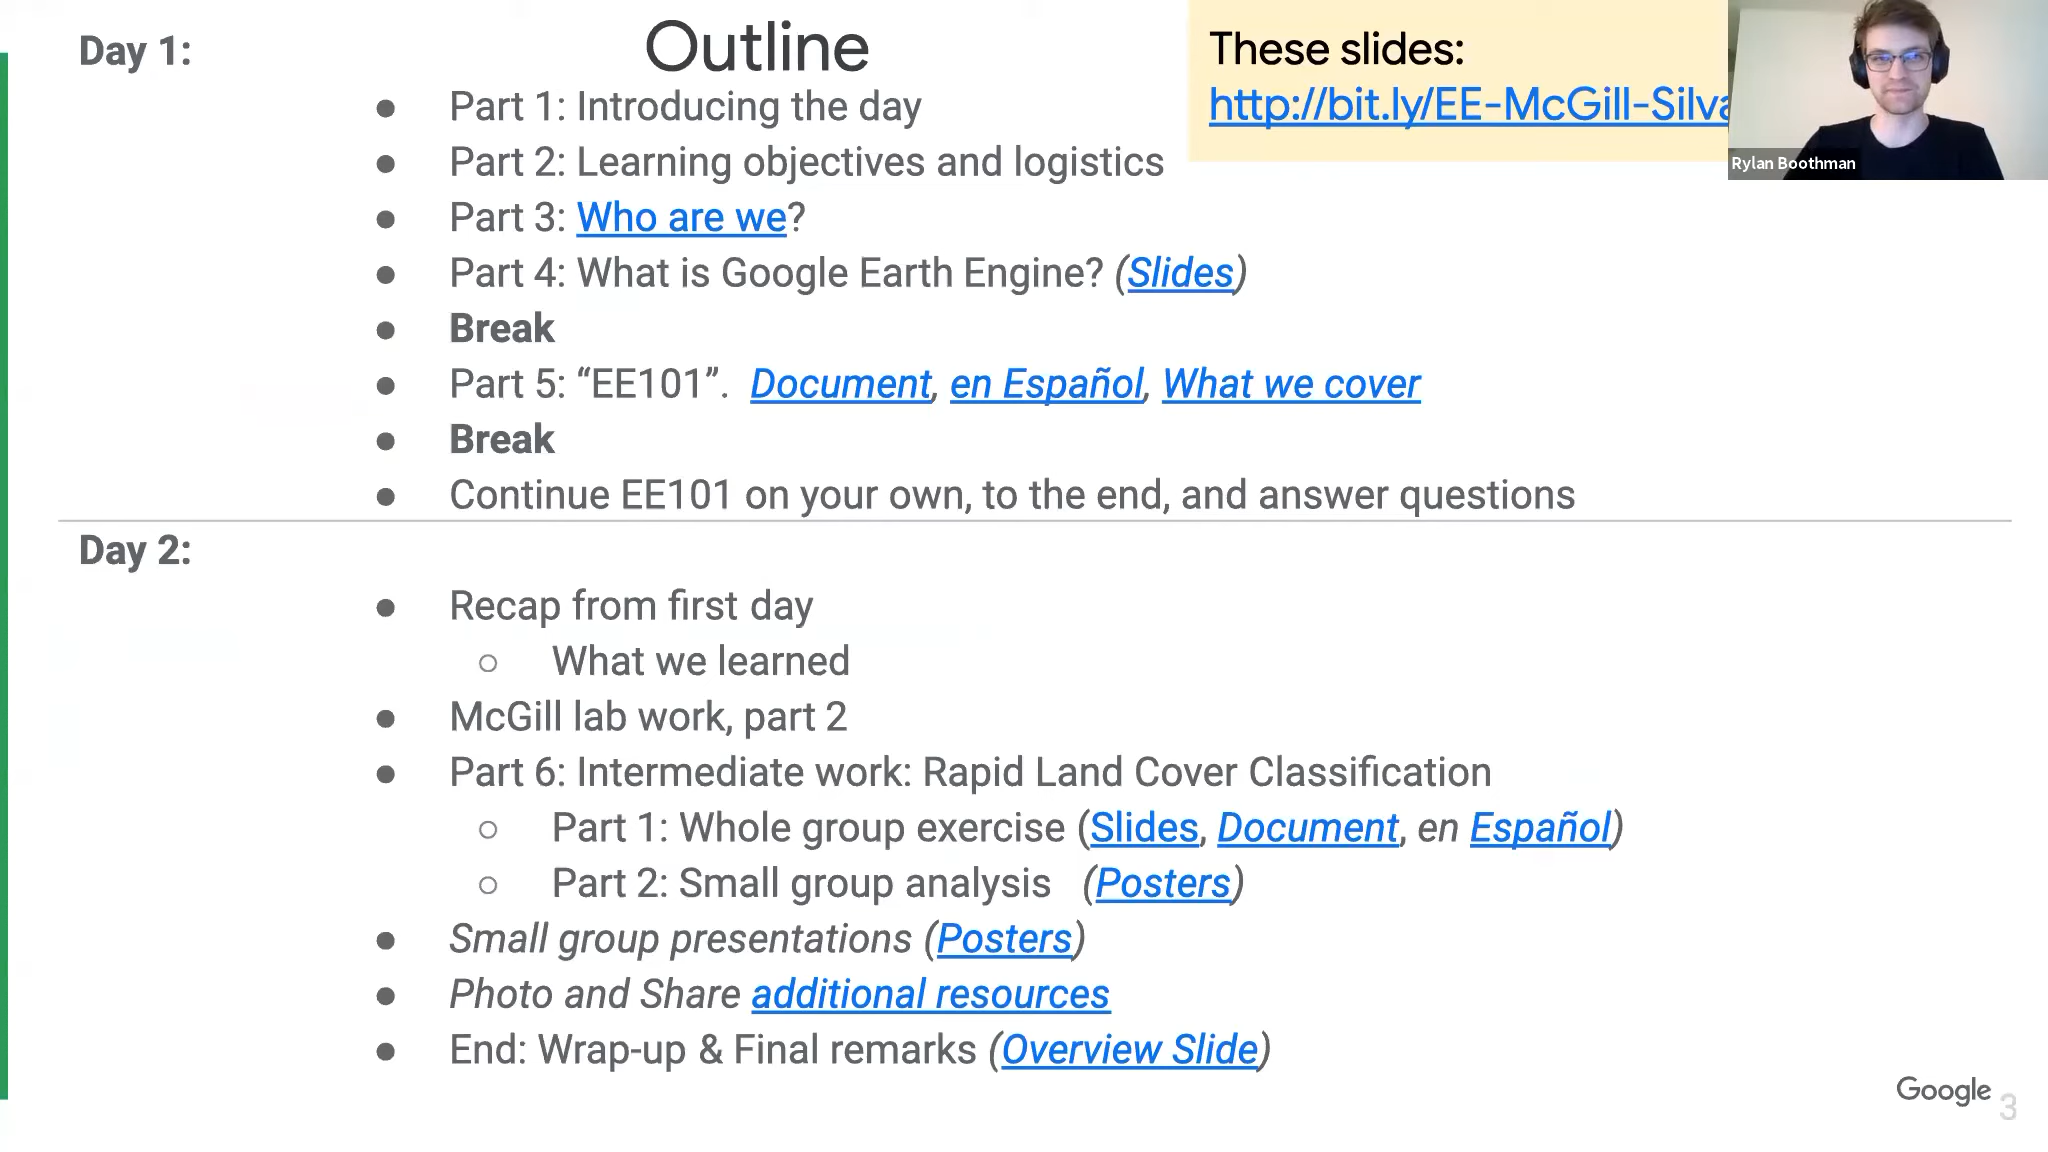 Day 1:
Outline
These slides:
http://bit.ly/EE-McGill-Silva
Rylan Boothman
● Part 1: Introducing the day
● Part 2: Learning objectives and logistics
● Part 3: Who are we?
● Part 4: What is Google Earth Engine? (Slides)
● Break
● Part 5: “EE101”. Document, en Español, What we cover
● Break
● Continue EE101 on your own, to the end, and answer questions
Day 2:
● Recap from first day
○ What we learned
● McGill lab work, part 2
● Part 6: Intermediate work: Rapid Land Cover Classification
○ Part 1: Whole group exercise (Slides, Document, en Español)
○ Part 2: Small group analysis (Posters)
● Small group presentations (Posters)
● Photo and Share additional resources
● End: Wrap-up & Final remarks (Overview Slide)
Google
3